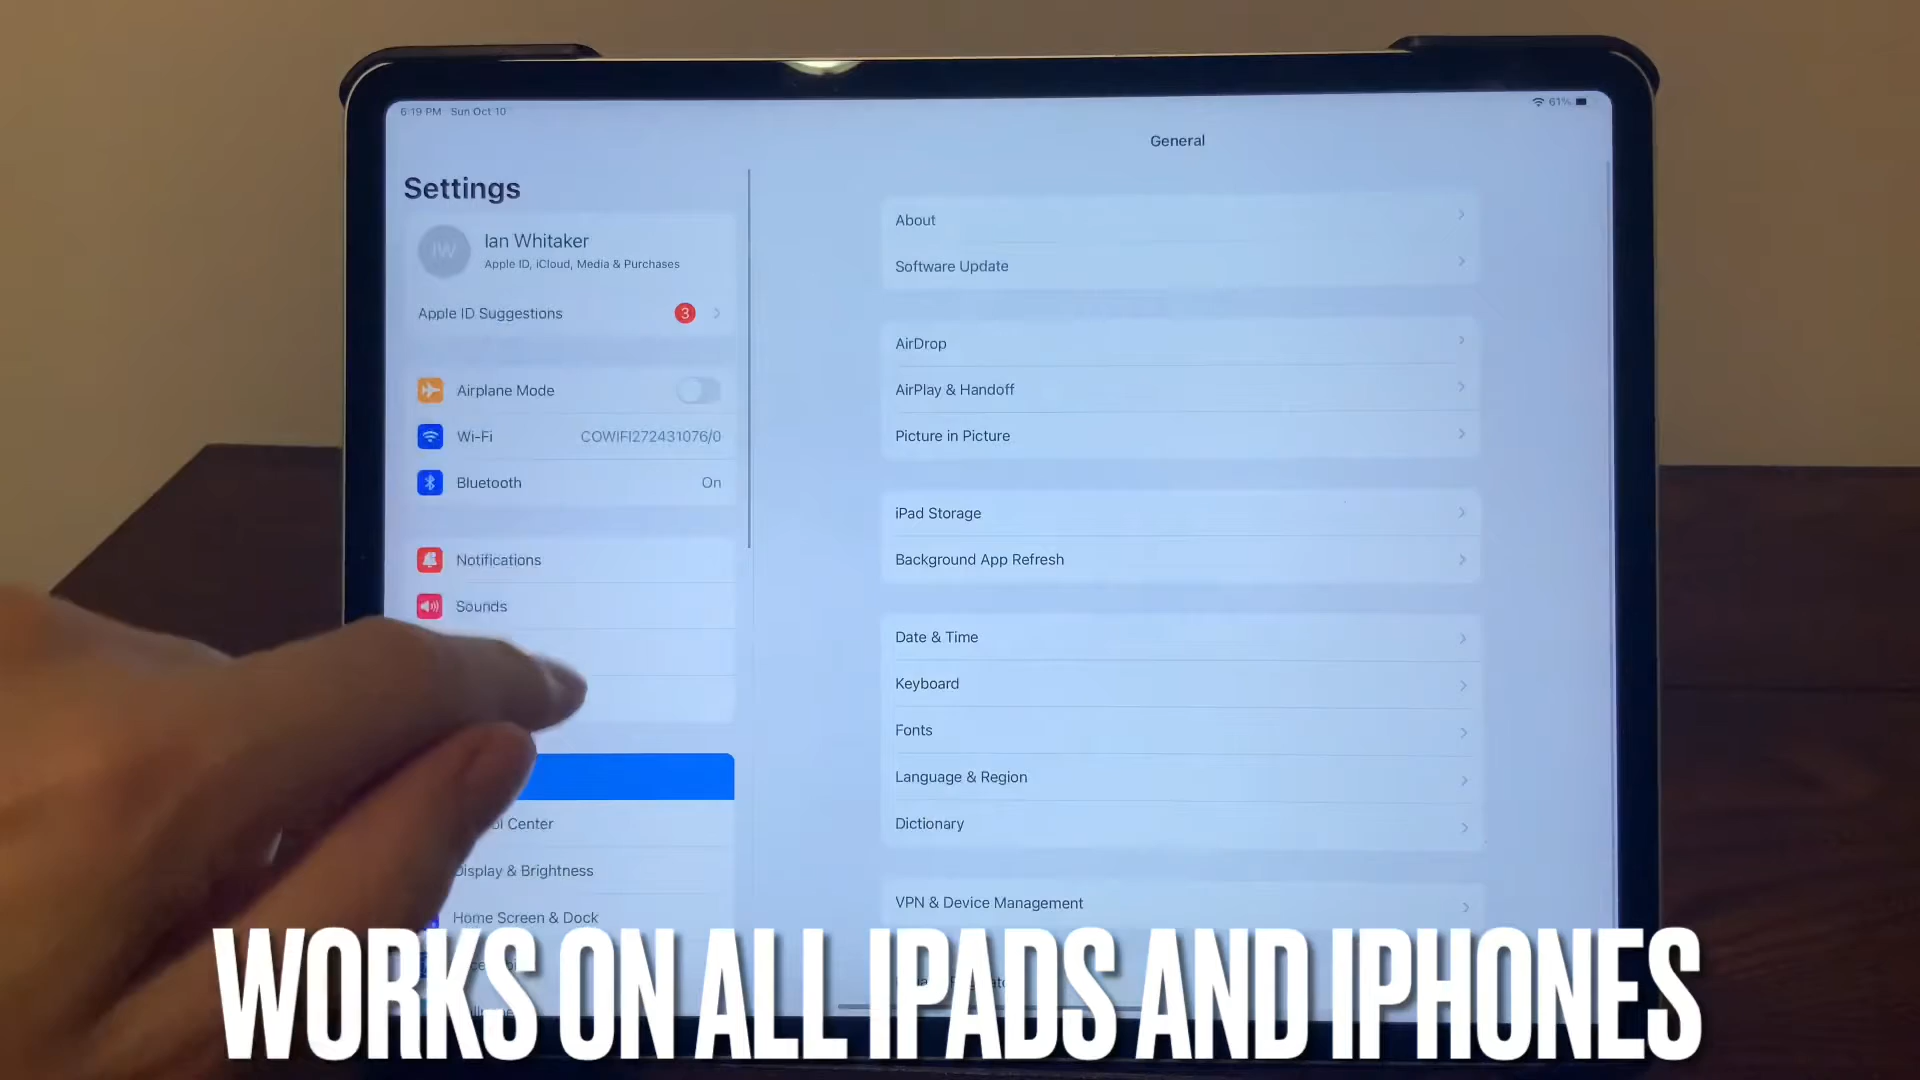 6:19 PM Sun Oct 10
61%
General
Settings
IW
Ian Whitaker
Apple ID, iCloud, Media & Purchases
Apple ID Suggestions 3
Airplane Mode
Wi-Fi COWIFI272431076/0
Bluetooth On
Notifications
Sounds
Center
Display & Brightness
Home Screen & Dock
About
Software Update
AirDrop
AirPlay & Handoff
Picture in Picture
iPad Storage
Background App Refresh
Date & Time
Keyboard
Fonts
Language & Region
Dictionary
VPN & Device Management
WORKS ON ALL IPADS AND IPHONES